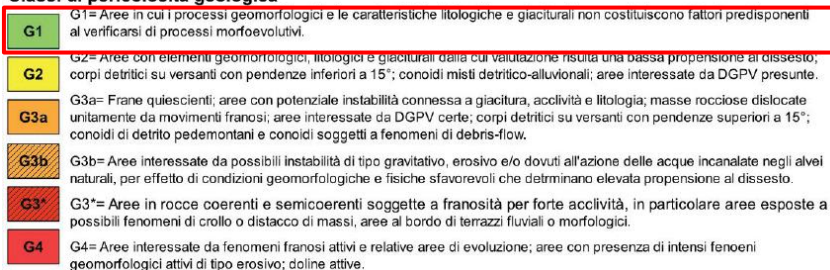 Classi di pericolosità geologica
G1
G1= Aree in cui i processi geomorfologici e le caratteristiche litologiche e giaciturali non costituiscono fattori predisponenti
al verificarsi di processi morfoevolutivi.
G2
G2= Aree con elementi geomorfologici, litologici e giaciturali dalla cui valutazione risulta una bassa propensione al dissesto;
corpi detritici su versanti con pendenze inferiori a 15°; conoidi misti detritico-alluvionali; aree interessate da DGPV presunte.
G3a
G3a= Frane quiescienti; aree con potenziale instabilità connessa a giacitura, acclività e litologia; masse rocciose dislocate
unitamente da movimenti franosi; aree interessate da DGPV certe; corpi detritici su versanti con pendenze superiori a 15°;
conoidi di detrito pedemontani e conoidi soggetti a fenomeni di debris-flow.
G3b
G3b= Aree interessate da possibili instabilità di tipo gravitativo, erosivo e/o dovuti all'azione delle acque incanalate negli alvei
naturali, per effetto di condizioni geomorfologiche e fisiche sfavorevoli che detrminano elevata propensione al dissesto.
G3*
G3*= Aree in rocce coerenti e semicoerenti soggette a franosità per forte acclività, in particolare aree esposte a
possibili fenomeni di crollo o distacco di massi, aree al bordo di terrazzi fluviali o morfologici.
G4
G4= Aree interessate da fenomeni franosi attivi e relative aree di evoluzione; aree con presenza di intensi fenoeni
geomorfologici attivi di tipo erosivo; doline attive.